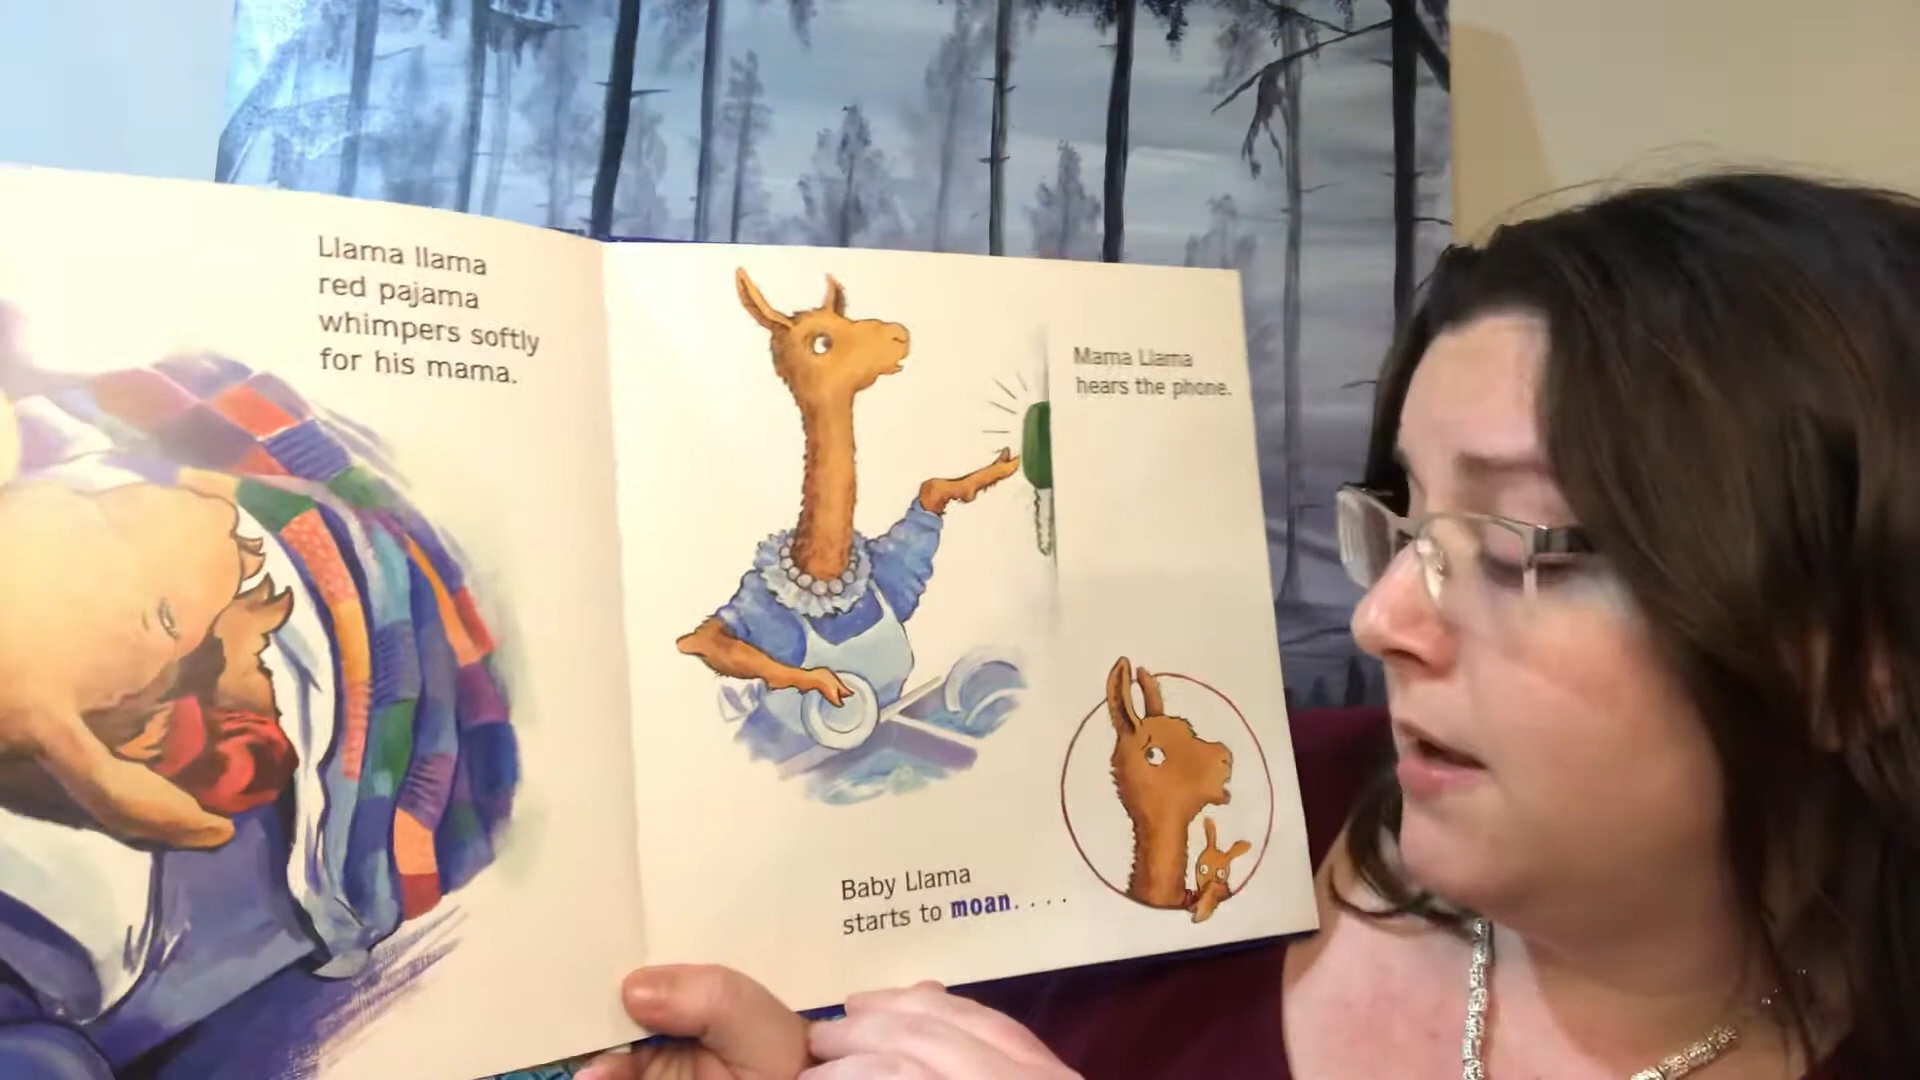 Llama llama
red pajama
whimpers softly
for his mama.
Mama Llama
hears the phone.
Baby Llama
starts to moan. . . .